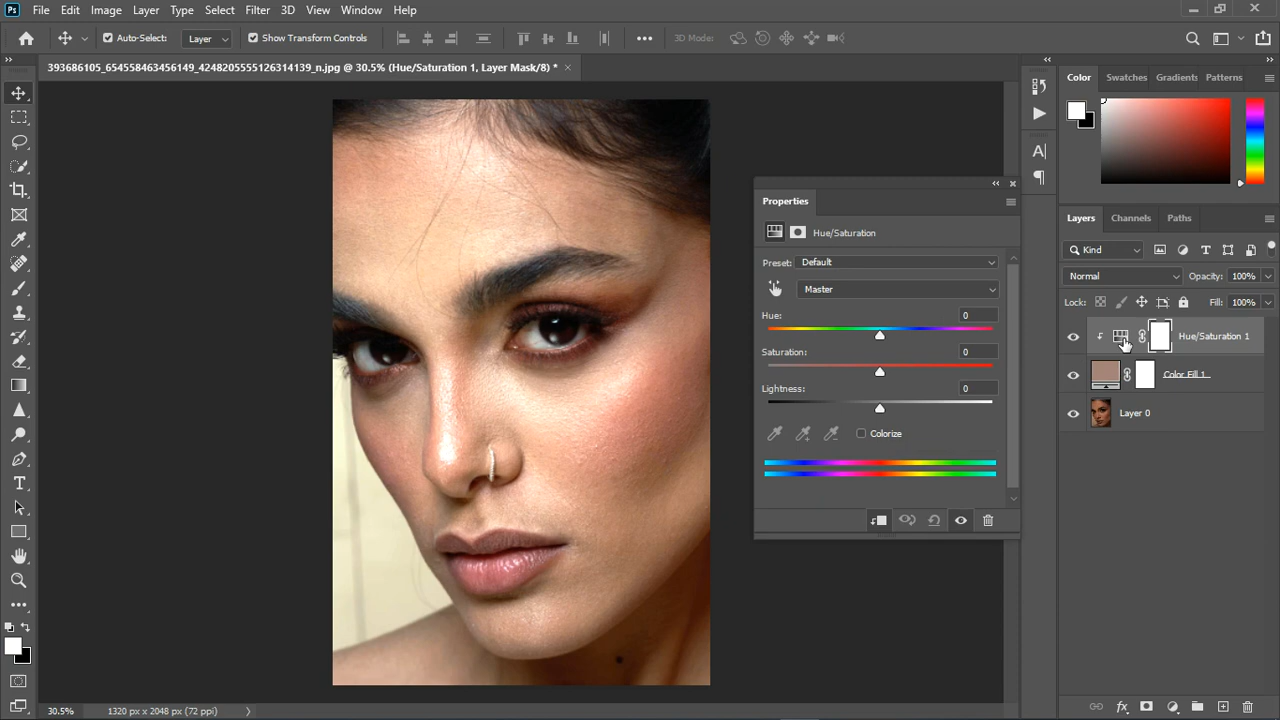 Ps File Edit Image Layer Type Select Filter 3D View Window Help
Auto-Select: Layer Show Transform Controls 3D Mode:
393686105_654558463456149_4248205555126314139_n.jpg @ 30.5% (Hue/Saturation 1, Layer Mask/8) *
Color Swatches Gradients Patterns
Properties
Hue/Saturation
Preset: Default
Master
Hue: 0
Saturation: 0
Lightness: 0
Colorize
Layers Channels Paths
Kind
Normal Opacity: 100%
Lock: Fill: 100%
Hue/Saturation 1
Color Fill 1
Layer 0
30.5% 1320 px x 2048 px (72 ppi)